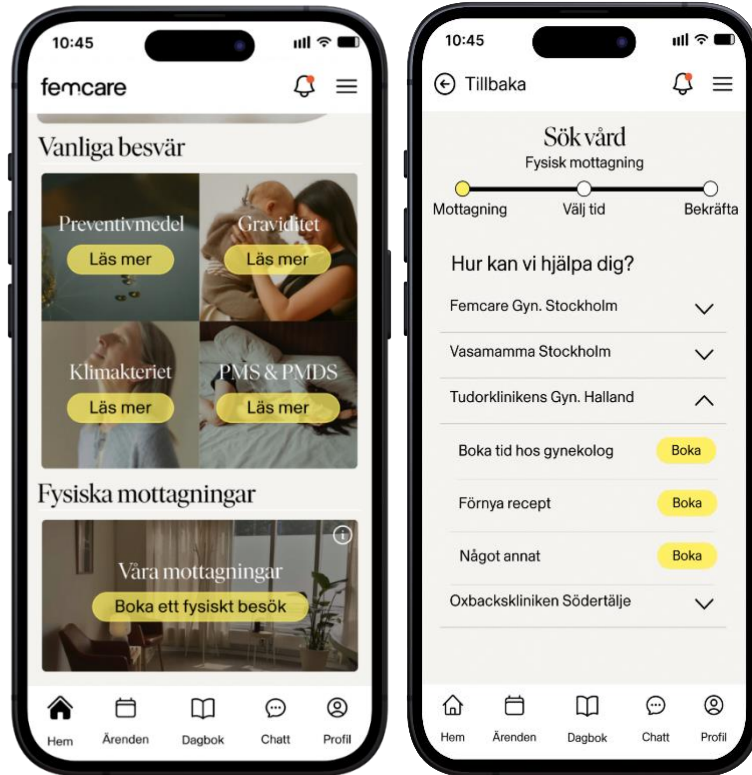 10:45
femcare
Vanliga besvär
Preventivmedel
Läs mer
Graviditet
Läs mer
Klimakteriet
Läs mer
PMS & PMDS
Läs mer
Fysiska mottagningar
Våra mottagningar
Boka ett fysiskt besök
Hem
Ärenden
Dagbok
Chatt
Profil
10:45
Tillbaka
Sök vård
Fysisk mottagning
Mottagning
Välj tid
Bekräfta
Hur kan vi hjälpa dig?
Femcare Gyn. Stockholm
Vasamamma Stockholm
Tudorklinikens Gyn. Halland
Boka tid hos gynekolog
Boka
Förnya recept
Boka
Något annat
Boka
Oxbackskliniken Södertälje
Hem
Ärenden
Dagbok
Chatt
Profil